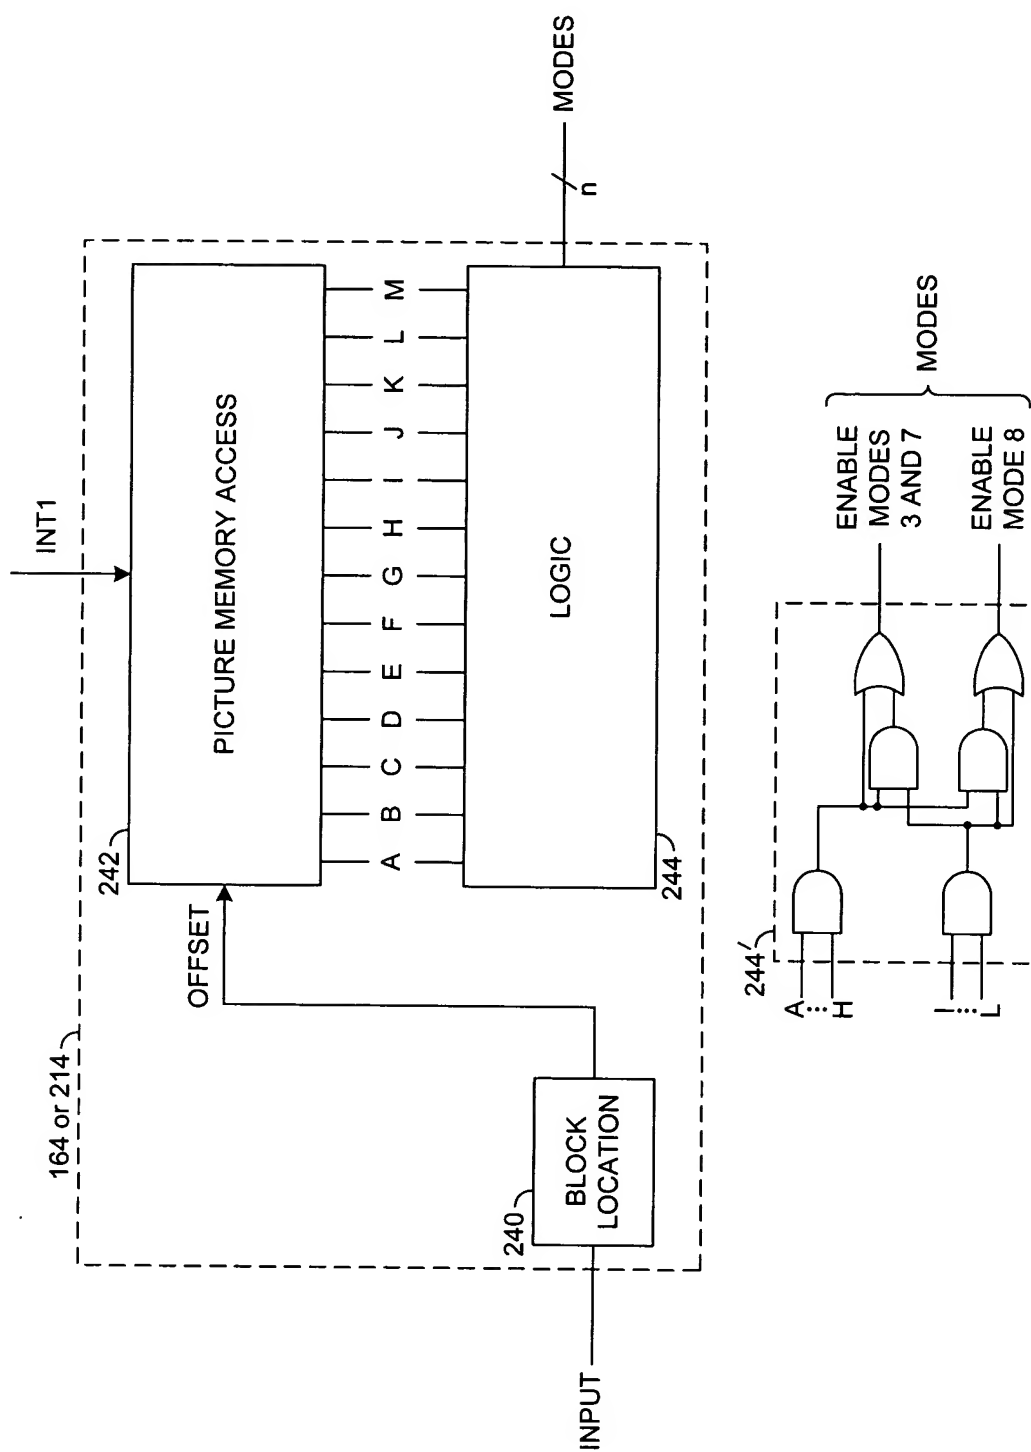 INT1
164 or 214
242
PICTURE MEMORY ACCESS
OFFSET
A B C D E F G H I J K L M
240
BLOCK
LOCATION
INPUT
244
LOGIC
n
MODES
244′
A
H
I
L
ENABLE
MODES
3 AND 7
ENABLE
MODE 8
MODES